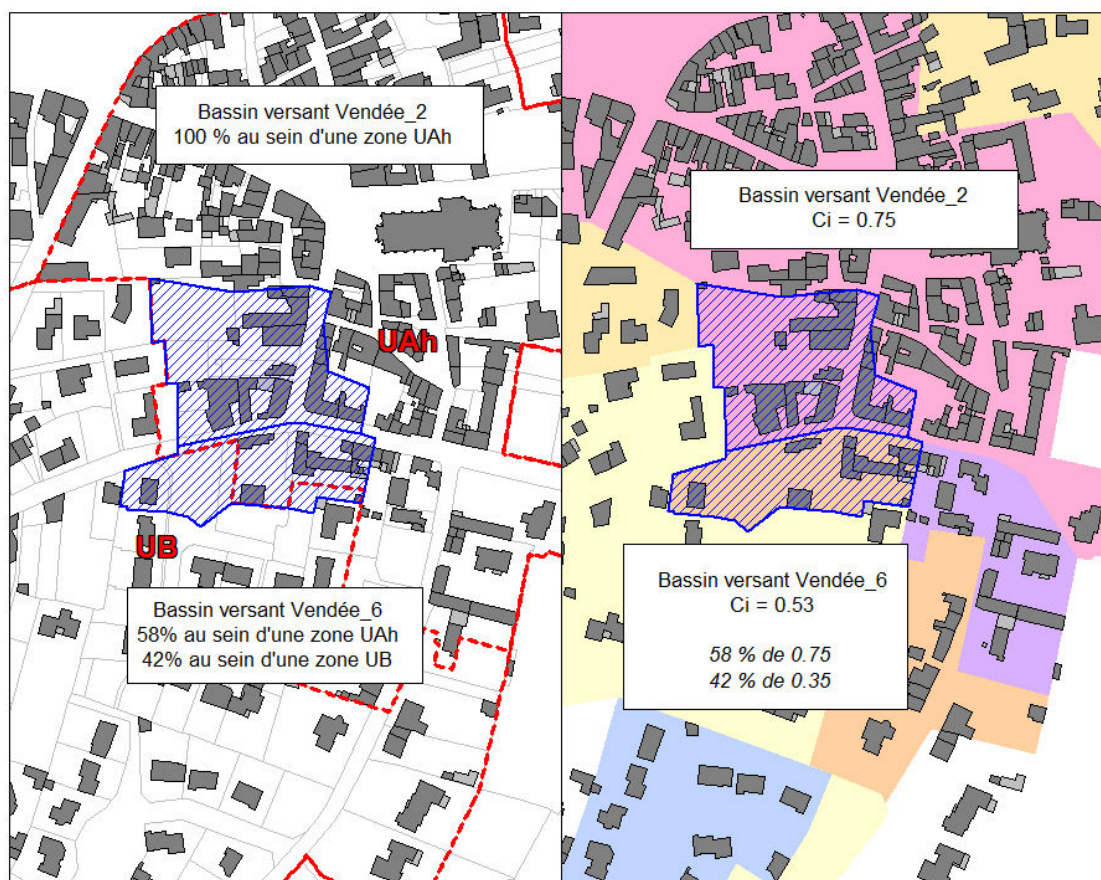 Bassin versant Vendée_2
100 % au sein d'une zone UAh
UAh
UB
Bassin versant Vendée_6
58% au sein d'une zone UAh
42% au sein d'une zone UB
Bassin versant Vendée_2
Ci = 0.75
Bassin versant Vendée_6
Ci = 0.53
58 % de 0.75
42 % de 0.35